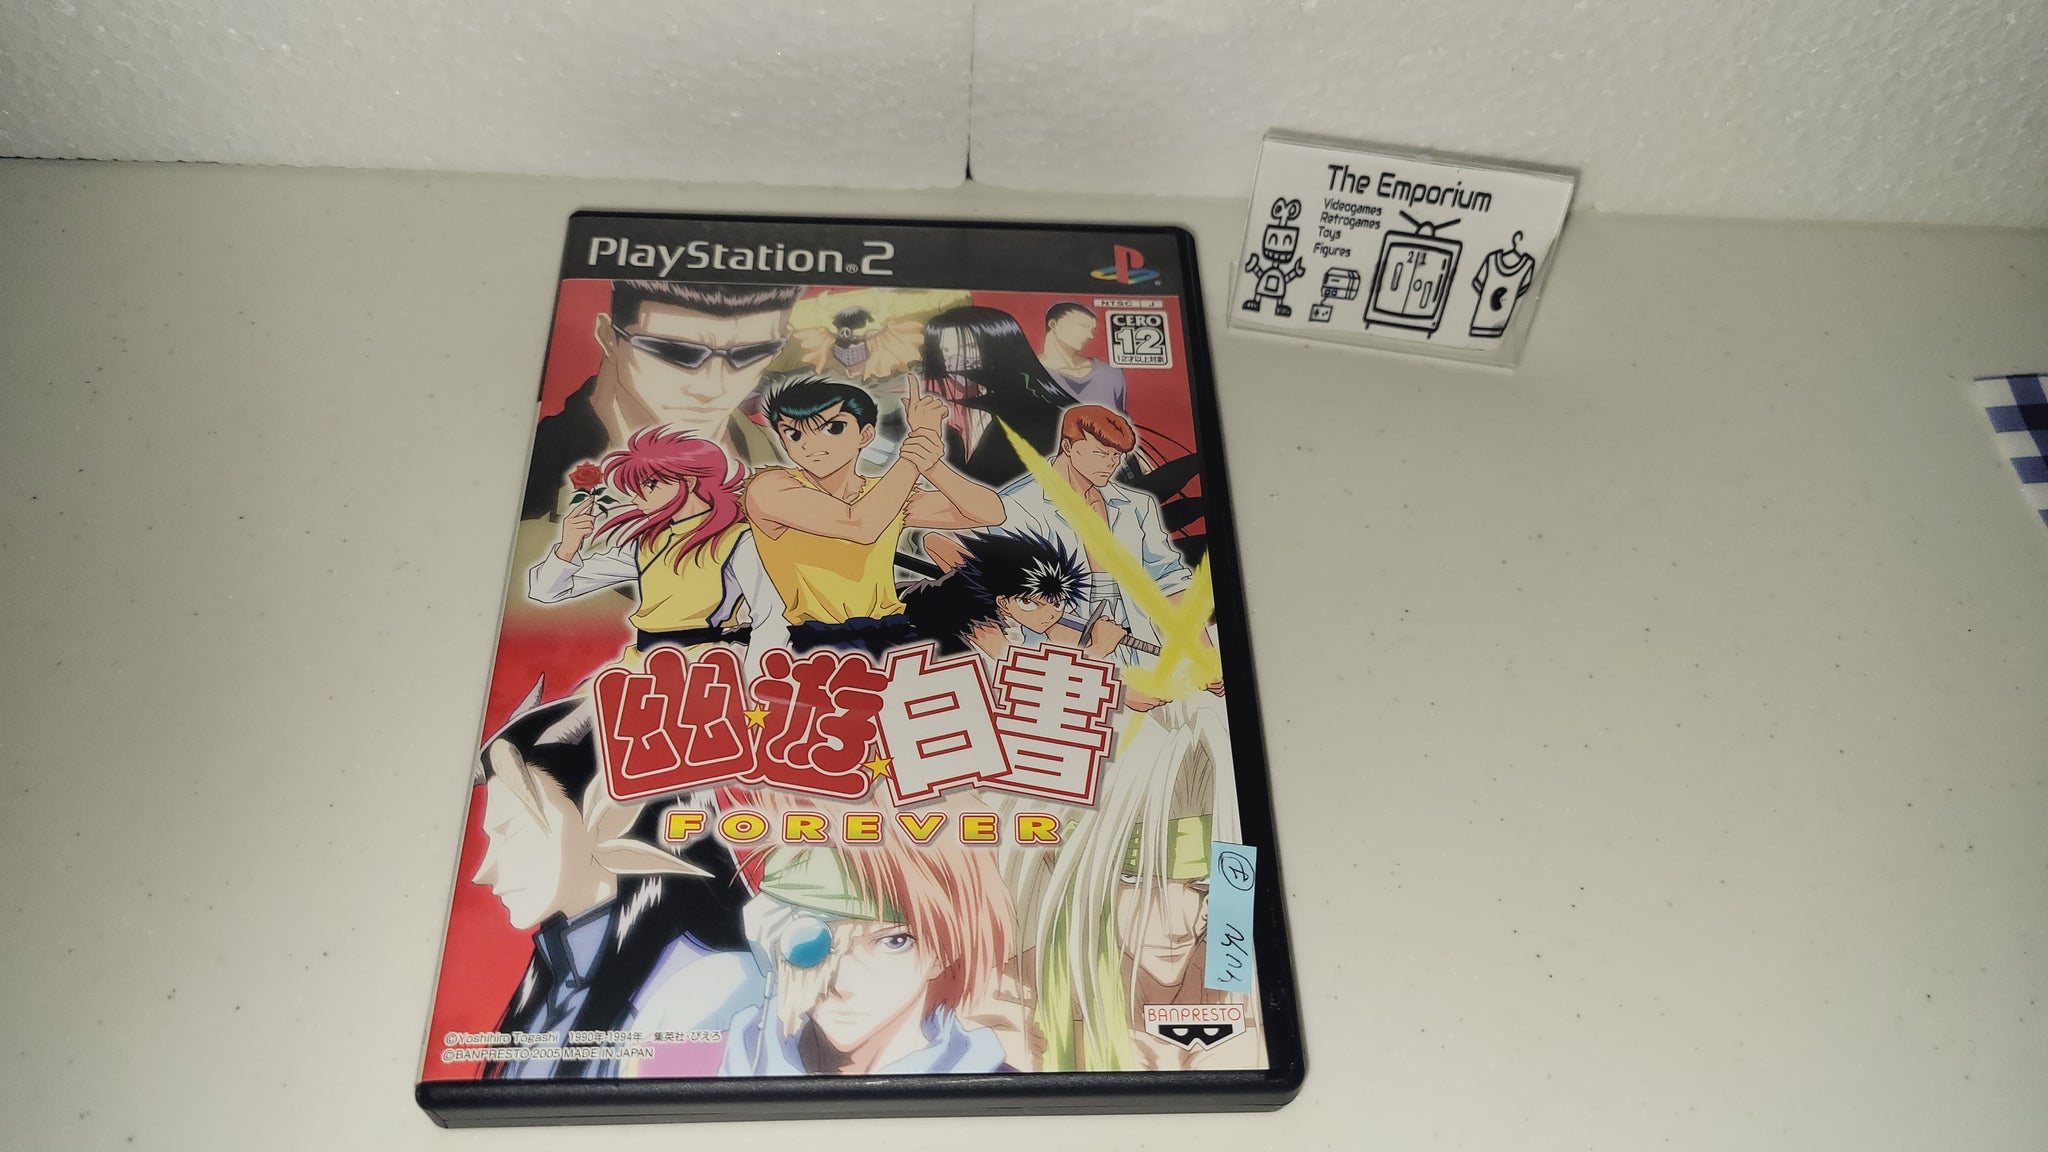 PlayStation®2
NTSC J
CERO
12
12才以上対象
幽遊白書
FOREVER
©Yoshihiro Togashi 1990年-1994年/集英社・ぴえろ
©BANPRESTO 2005 MADE IN JAPAN
BANPRESTO
The Emporium
Videogames
Retrogames
Toys
Figures